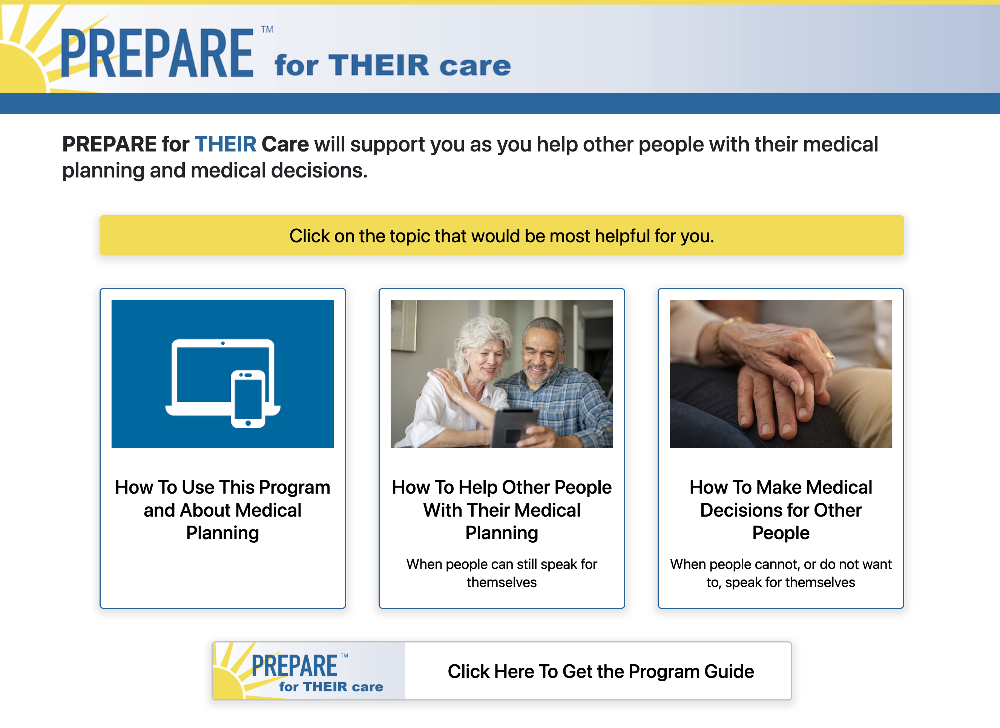 PREPARE™ for THEIR care
PREPARE for THEIR Care will support you as you help other people with their medical
planning and medical decisions.
Click on the topic that would be most helpful for you.
How To Use This Program
and About Medical
Planning
How To Help Other People
With Their Medical
Planning
When people can still speak for
themselves
How To Make Medical
Decisions for Other
People
When people cannot, or do not want
to, speak for themselves
PREPARE™
for THEIR care
Click Here To Get the Program Guide